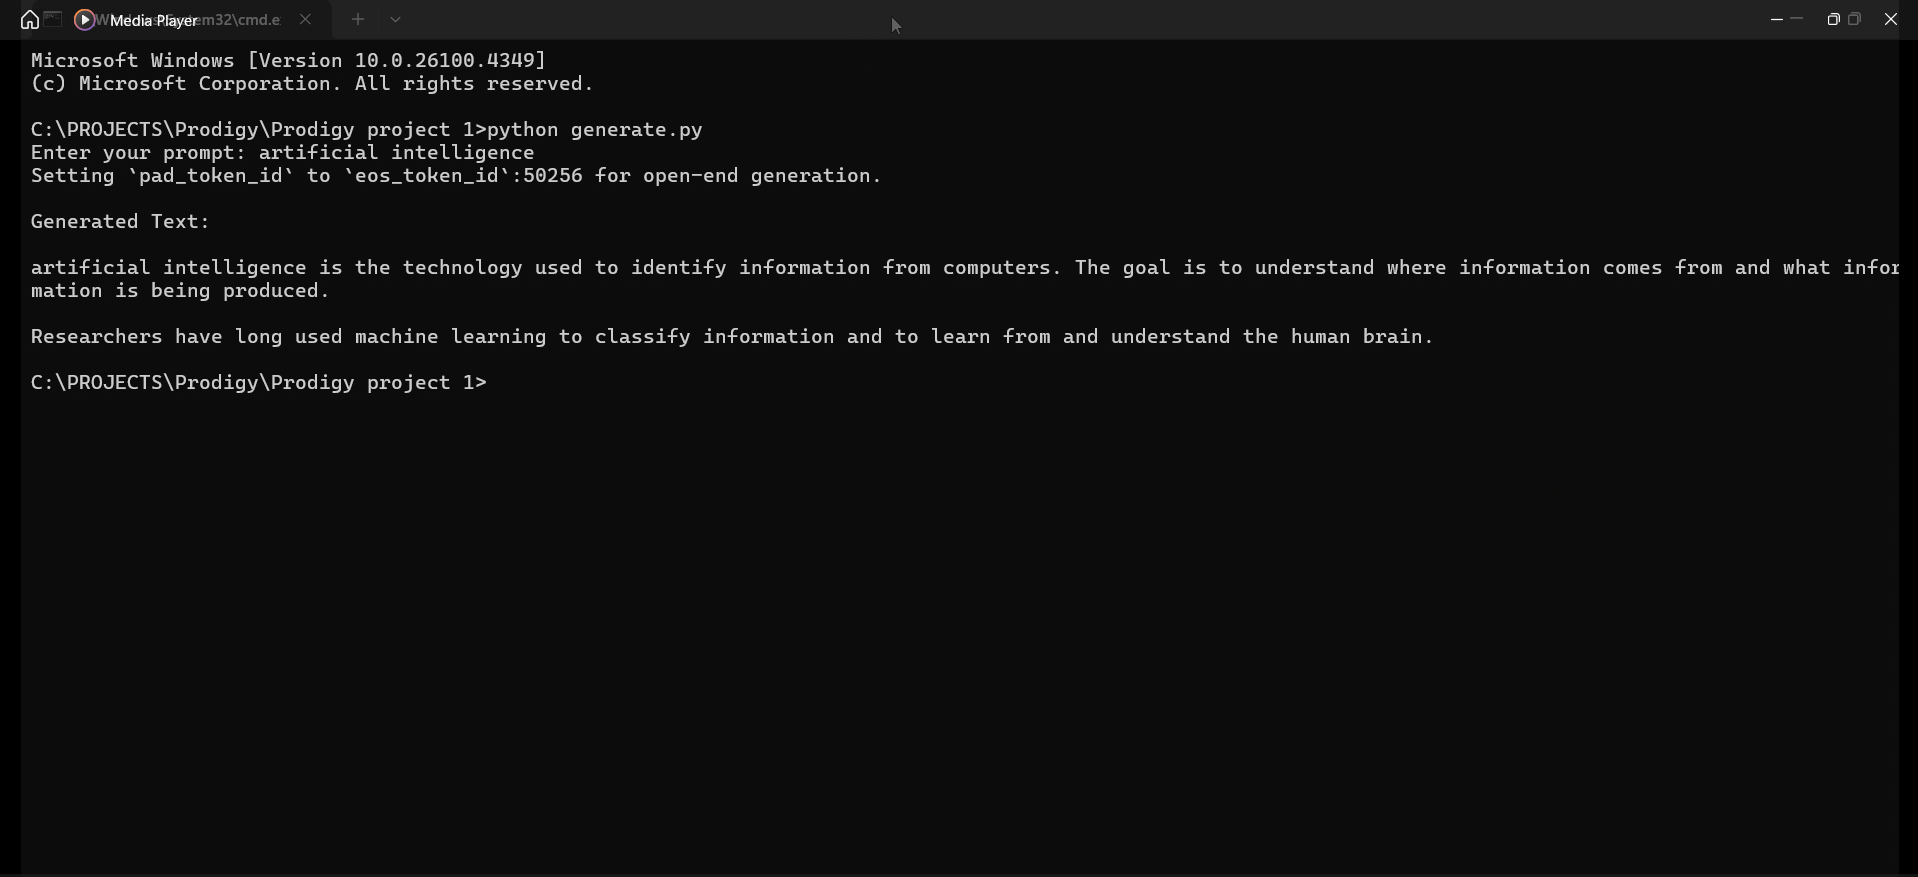 Media Player
em32\cmd.e
Microsoft Windows [Version 10.0.26100.4349]
(c) Microsoft Corporation. All rights reserved.
C:\PROJECTS\Prodigy\Prodigy project 1>python generate.py
Enter your prompt: artificial intelligence
Setting `pad_token_id` to `eos_token_id`:50256 for open-end generation.
Generated Text:
artificial intelligence is the technology used to identify information from computers. The goal is to understand where information comes from and what infor
mation is being produced.
Researchers have long used machine learning to classify information and to learn from and understand the human brain.
C:\PROJECTS\Prodigy\Prodigy project 1>